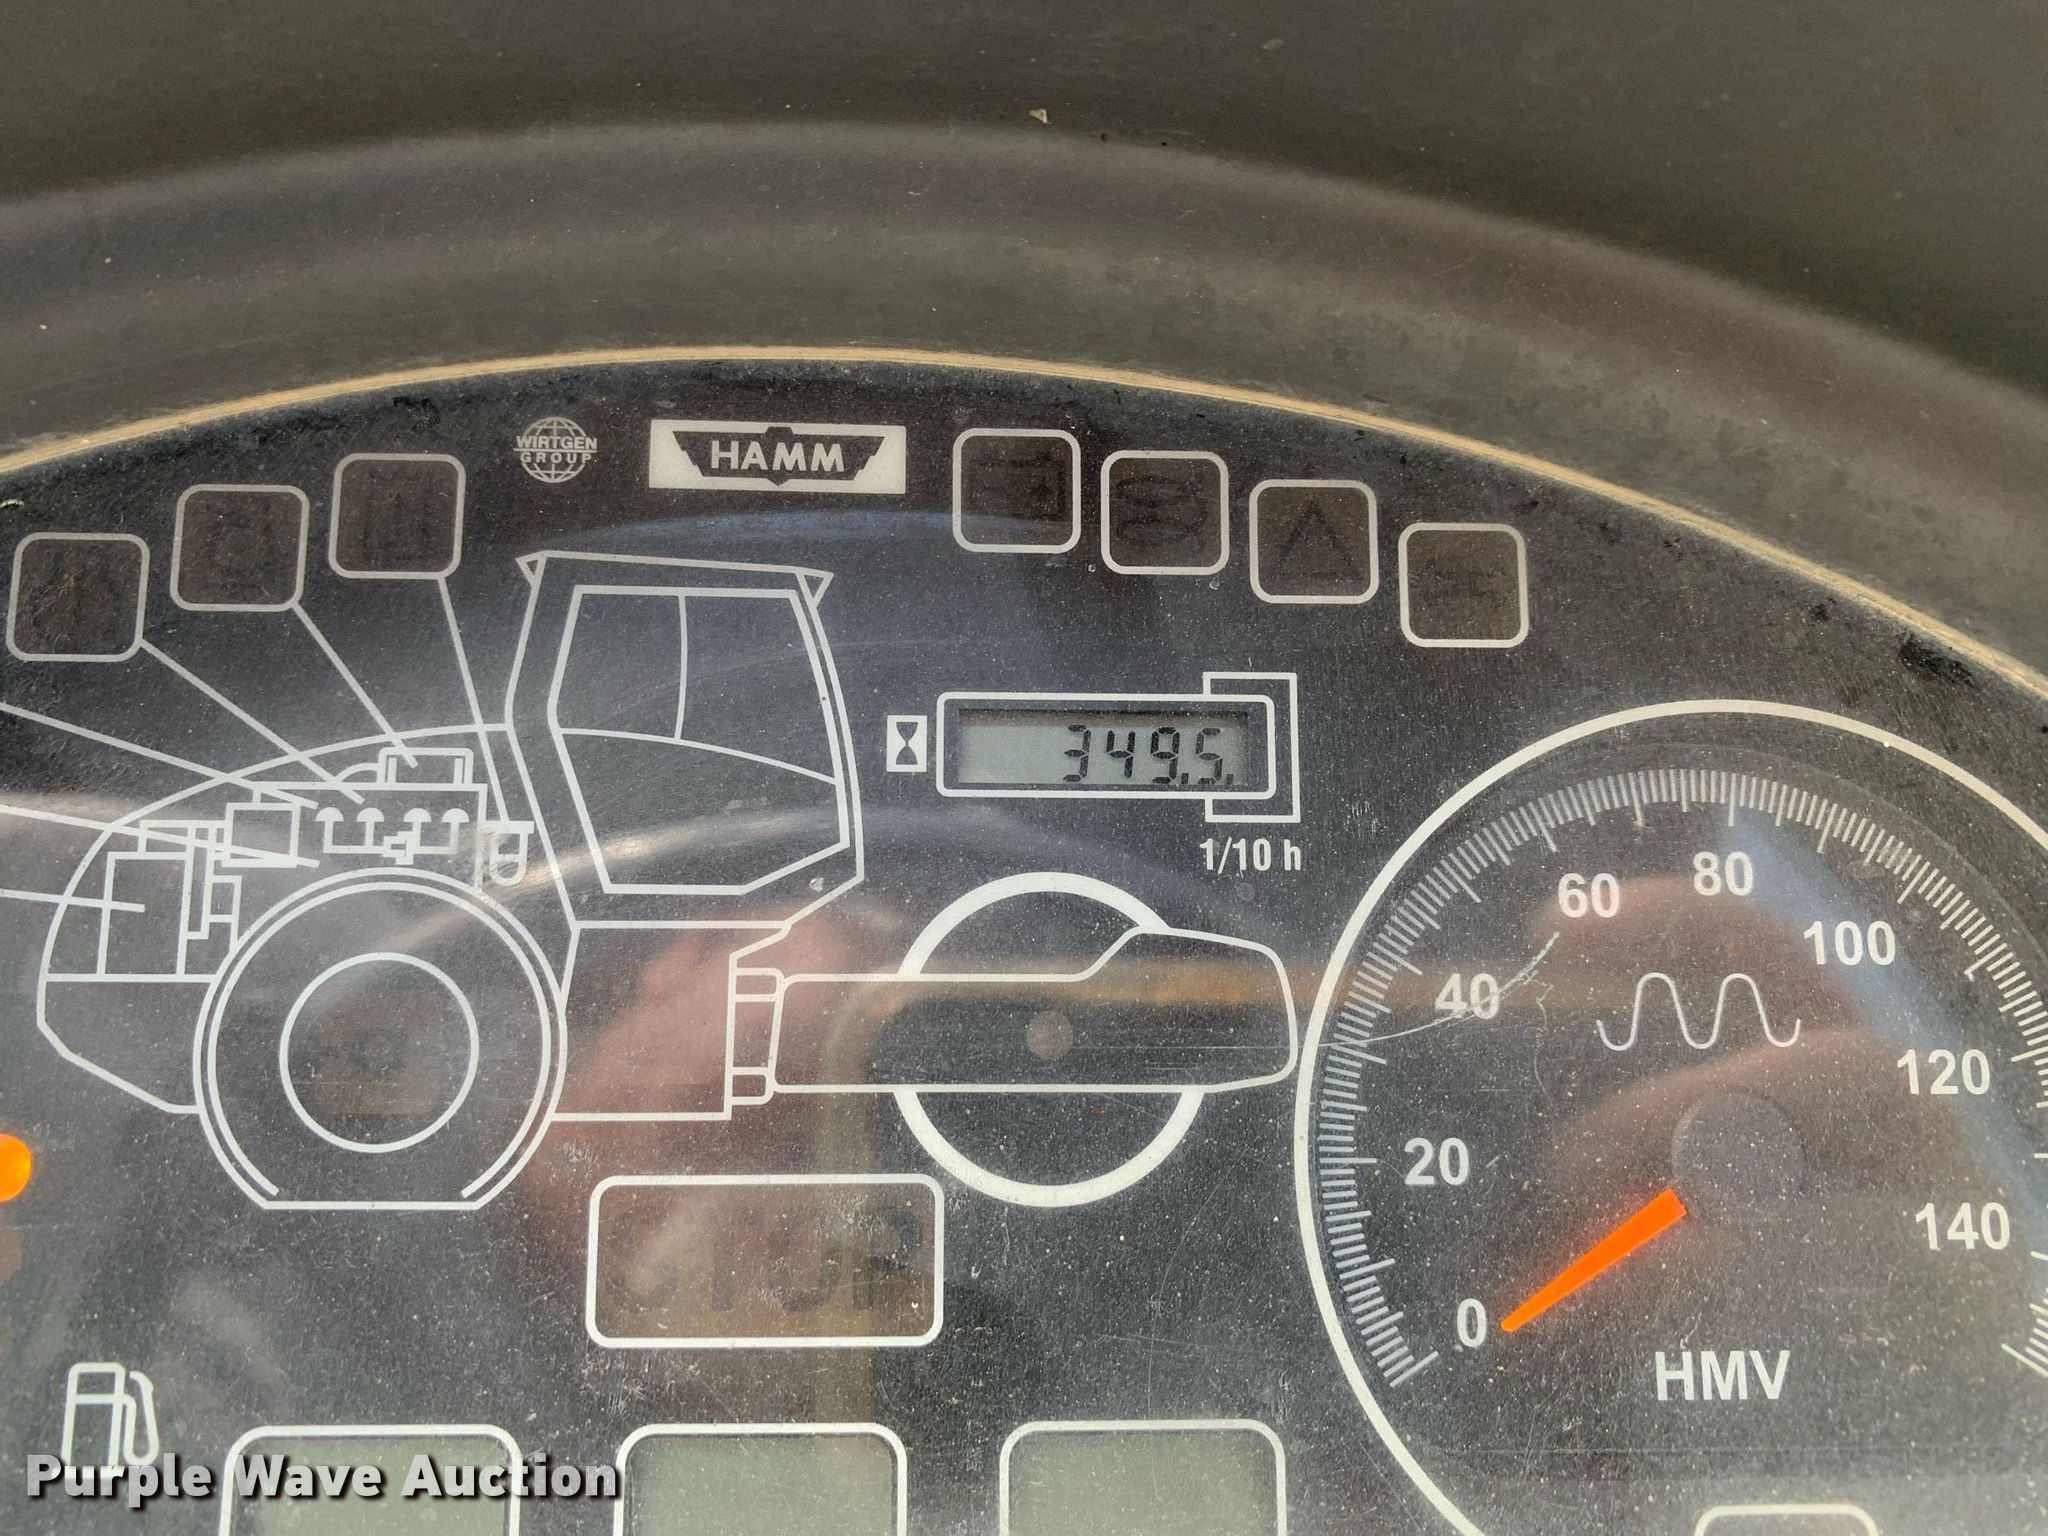 WIRTGEN
GROUP
HAMM
349.5
1/10 h
0
20
40
60
80
100
120
140
HMV
STOP
Purple Wave Auction